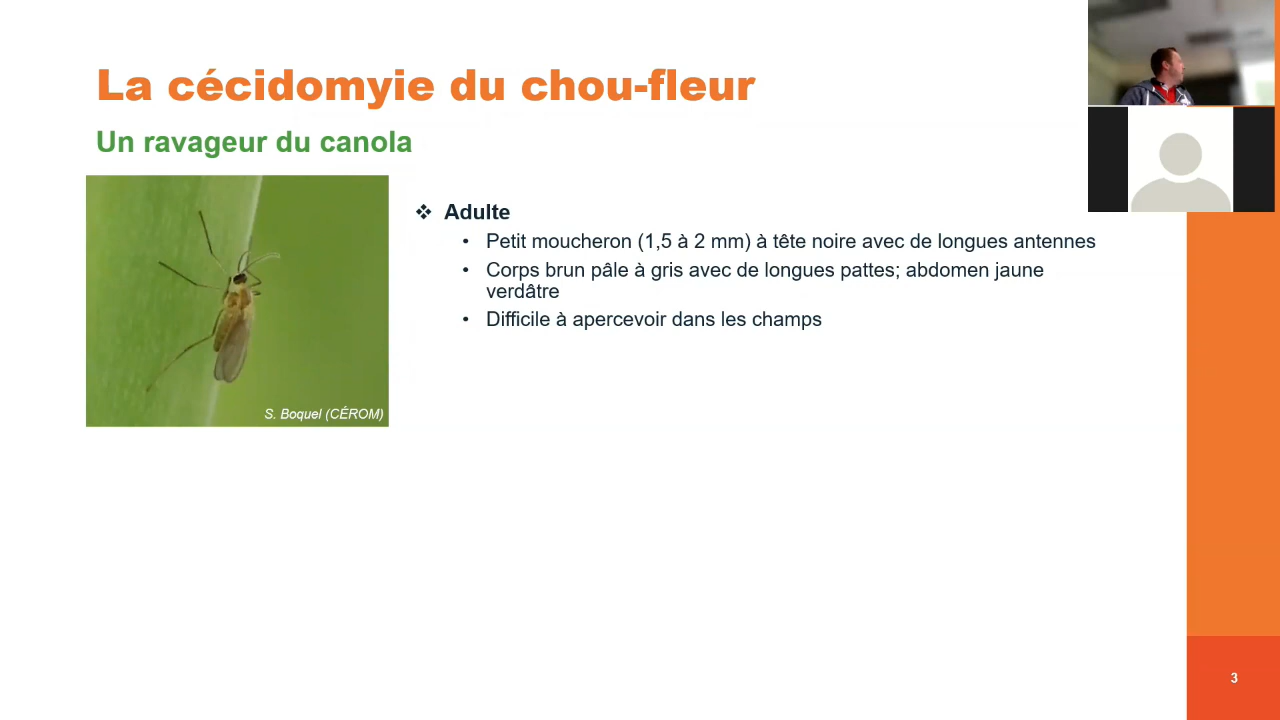 La cécidomyie du chou-fleur
Un ravageur du canola
❖ Adulte
• Petit moucheron (1,5 à 2 mm) à tête noire avec de longues antennes
• Corps brun pâle à gris avec de longues pattes; abdomen jaune
verdâtre
• Difficile à apercevoir dans les champs
S. Boquel (CÉROM)
3